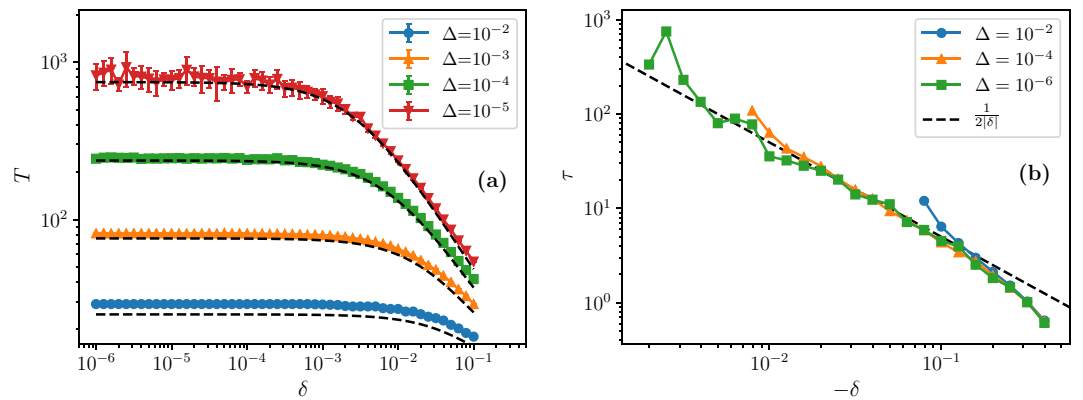 10³
10²
T
10⁻⁶ 10⁻⁵ 10⁻⁴ 10⁻³ 10⁻² 10⁻¹
δ
Δ=10⁻²
Δ=10⁻³
Δ=10⁻⁴
Δ=10⁻⁵
(a)
10³
10²
10¹
10⁰
τ
10⁻² 10⁻¹
−δ
Δ = 10⁻²
Δ = 10⁻⁴
Δ = 10⁻⁶
1/2|δ|
(b)